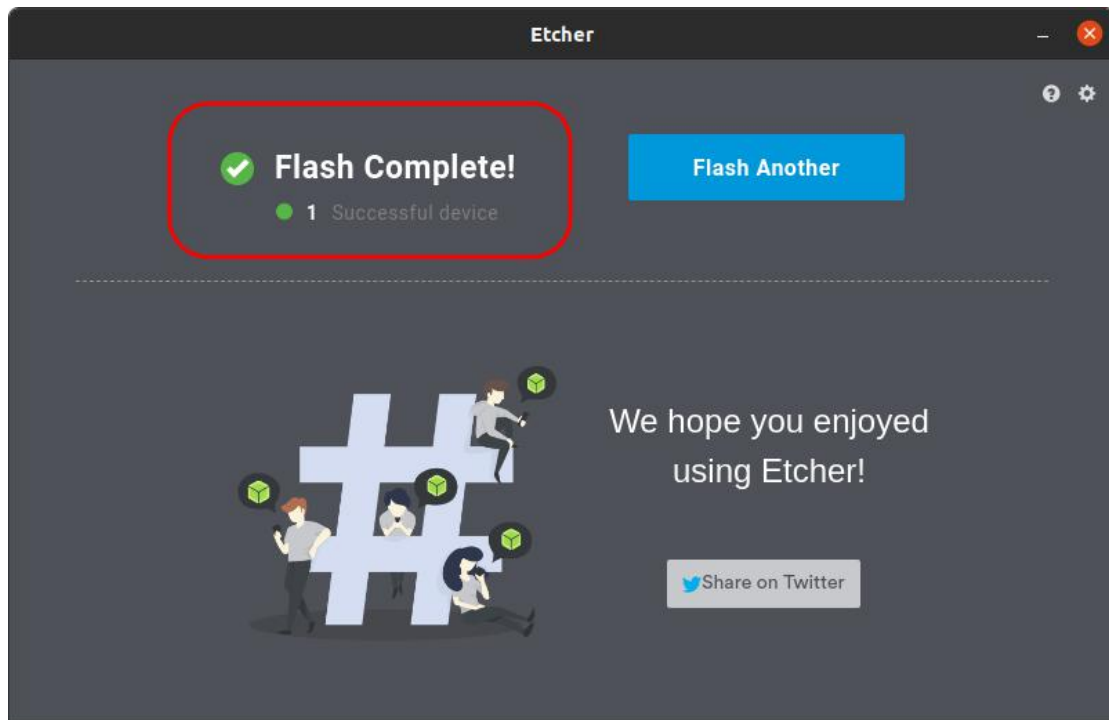 Etcher
Flash Complete!
1 Successful device
Flash Another
We hope you enjoyed
using Etcher!
Share on Twitter